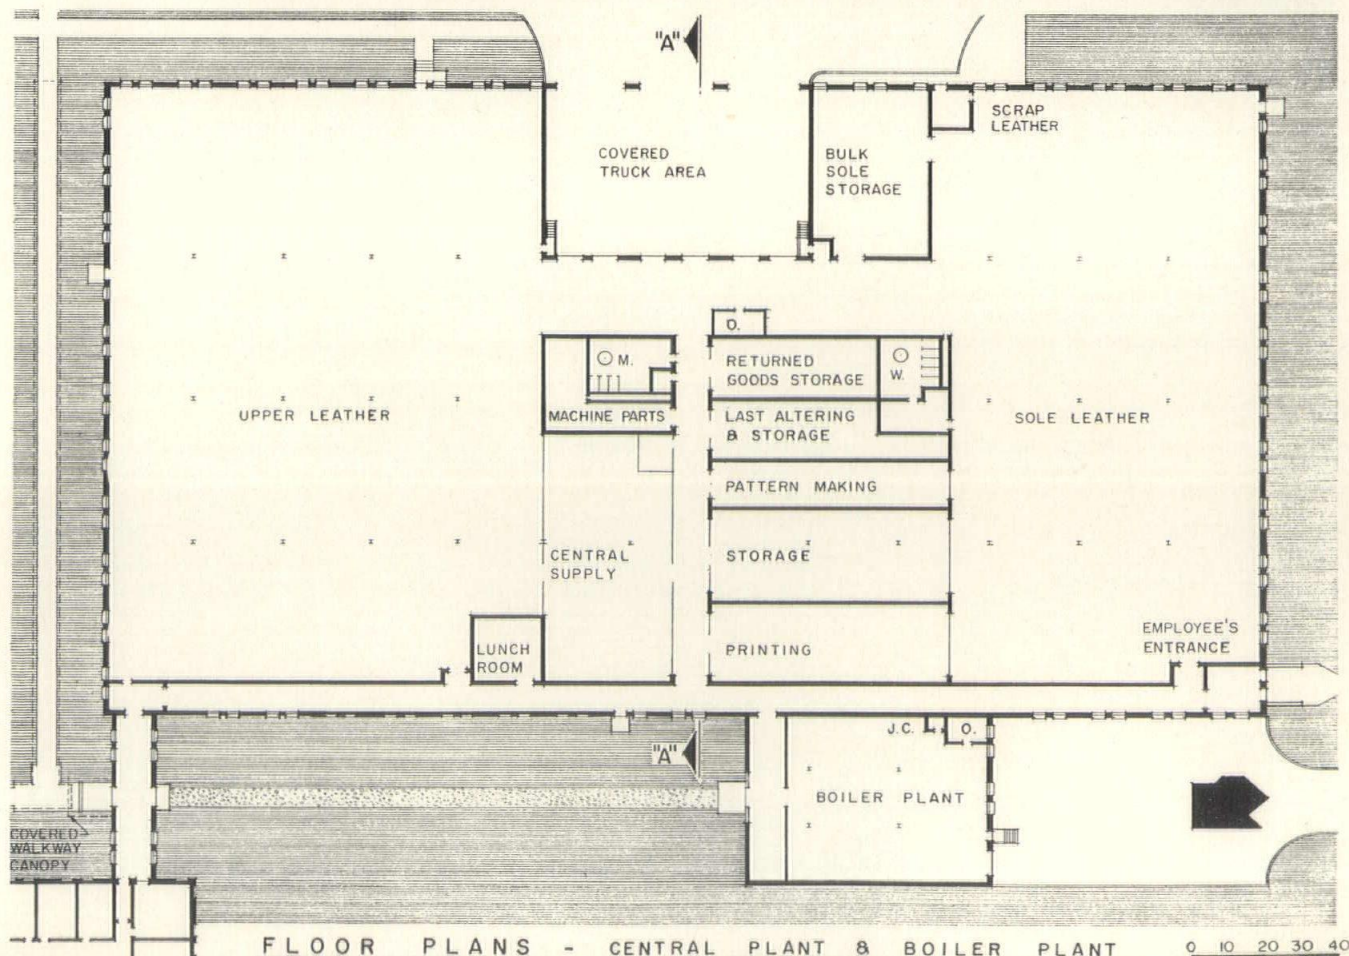 "A"
SCRAP
LEATHER
COVERED
TRUCK AREA
BULK
SOLE
STORAGE
O.
M.
RETURNED
GOODS STORAGE
W.
UPPER LEATHER
MACHINE PARTS
LAST ALTERING
& STORAGE
SOLE LEATHER
PATTERN MAKING
CENTRAL
SUPPLY
STORAGE
LUNCH
ROOM
PRINTING
EMPLOYEE'S
ENTRANCE
J.C.
O.
"A"
BOILER PLANT
COVERED
WALKWAY
CANOPY
FLOOR PLANS - CENTRAL PLANT & BOILER PLANT
0 10 20 30 40